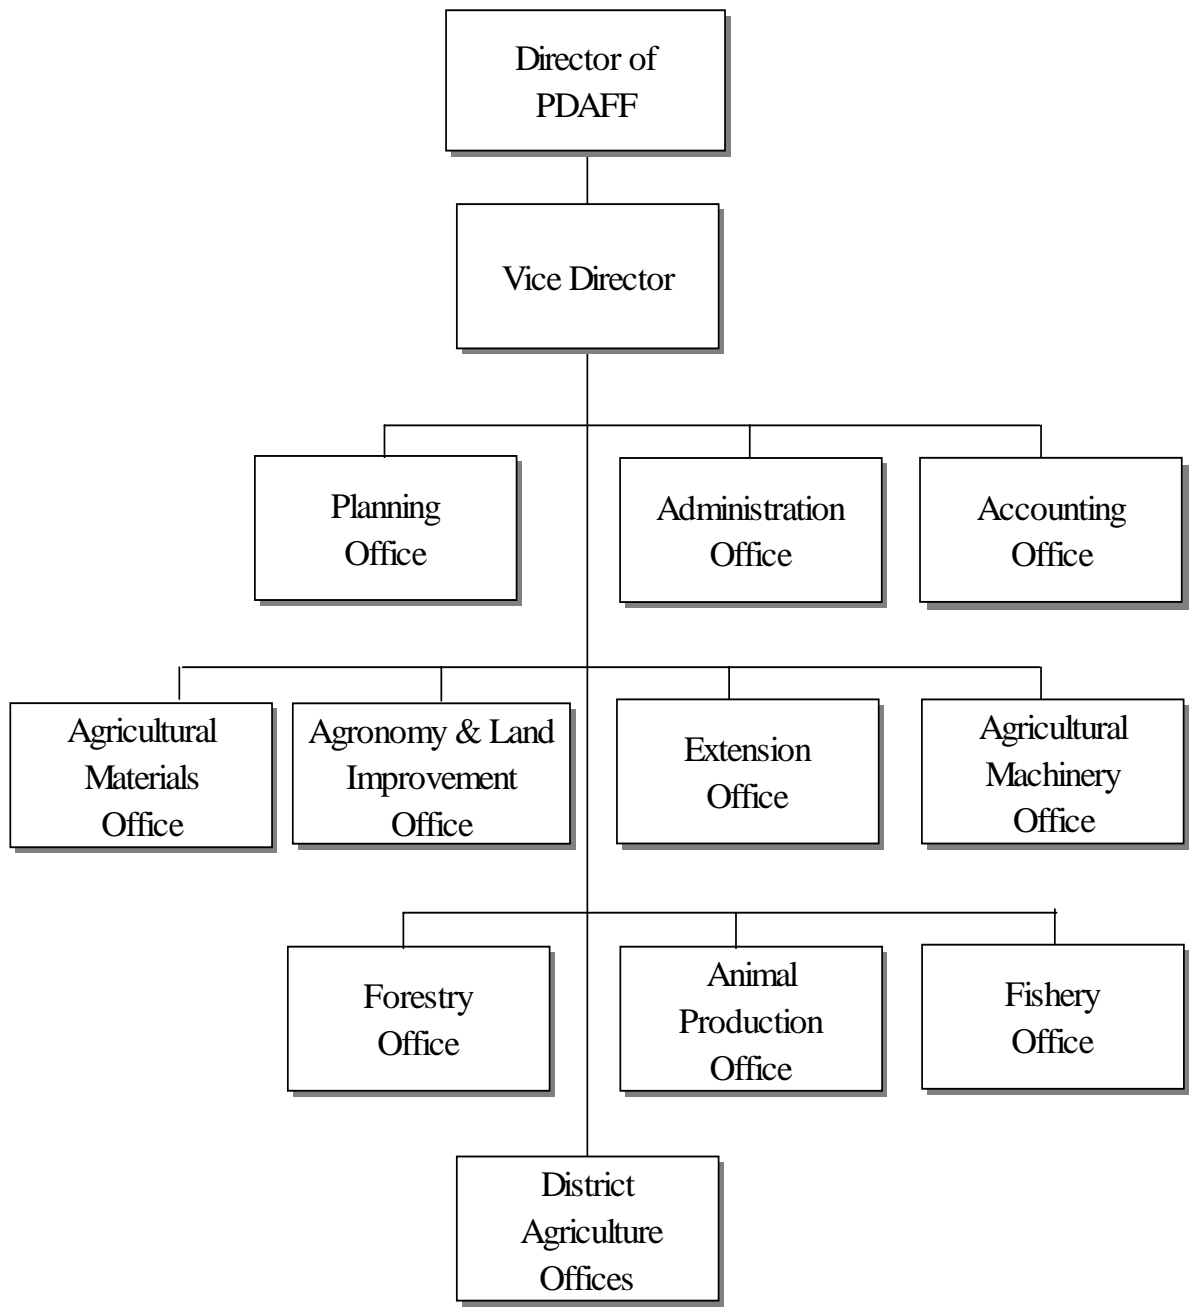 Director of
PDAFF
Vice Director
Planning
Office
Administration
Office
Accounting
Office
Agricultural
Materials
Office
Agronomy & Land
Improvement
Office
Extension
Office
Agricultural
Machinery
Office
Forestry
Office
Animal
Production
Office
Fishery
Office
District
Agriculture
Offices